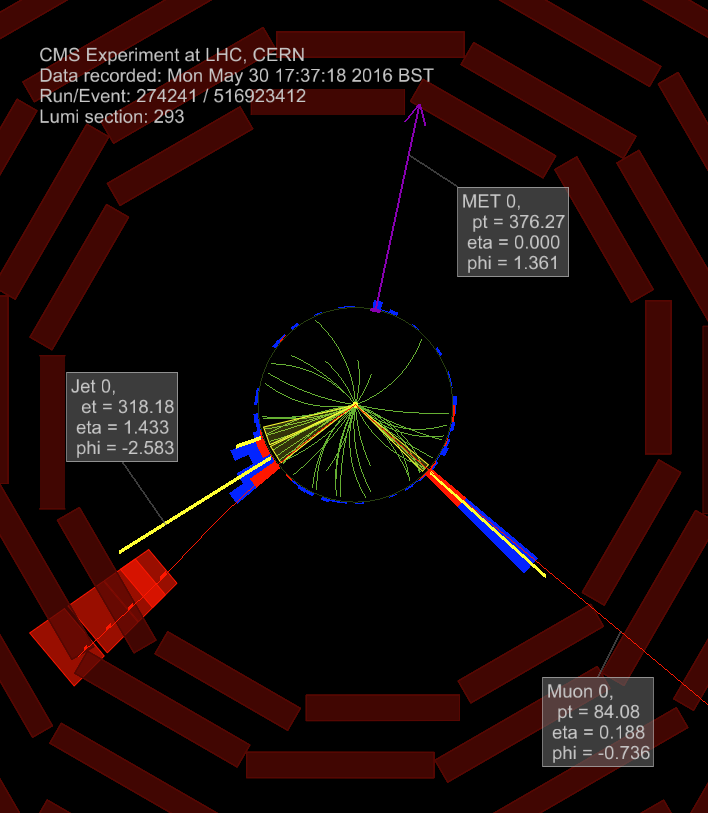 CMS Experiment at LHC, CERN
Data recorded: Mon May 30 17:37:18 2016 BST
Run/Event: 274241 / 516923412
Lumi section: 293
MET 0,
pt = 376.27
eta = 0.000
phi = 1.361
Jet 0,
et = 318.18
eta = 1.433
phi = -2.583
Muon 0,
pt = 84.08
eta = 0.188
phi = -0.736